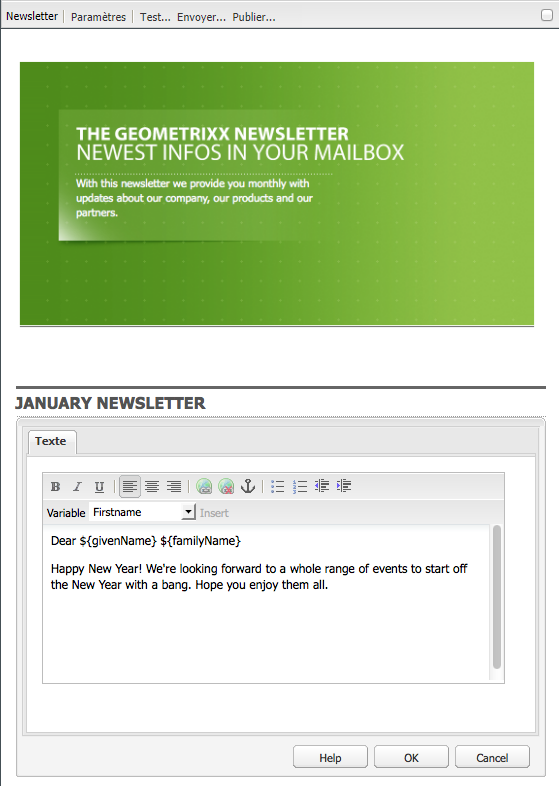 Newsletter Paramètres Test... Envoyer... Publier...
THE GEOMETRIXX NEWSLETTER
NEWEST INFOS IN YOUR MAILBOX
With this newsletter we provide you monthly with
updates about our company, our products and our
partners.
JANUARY NEWSLETTER
Texte
B I U
Variable Firstname Insert
Dear ${givenName} ${familyName}
Happy New Year! We're looking forward to a whole range of events to start off
the New Year with a bang. Hope you enjoy them all.
Help OK Cancel